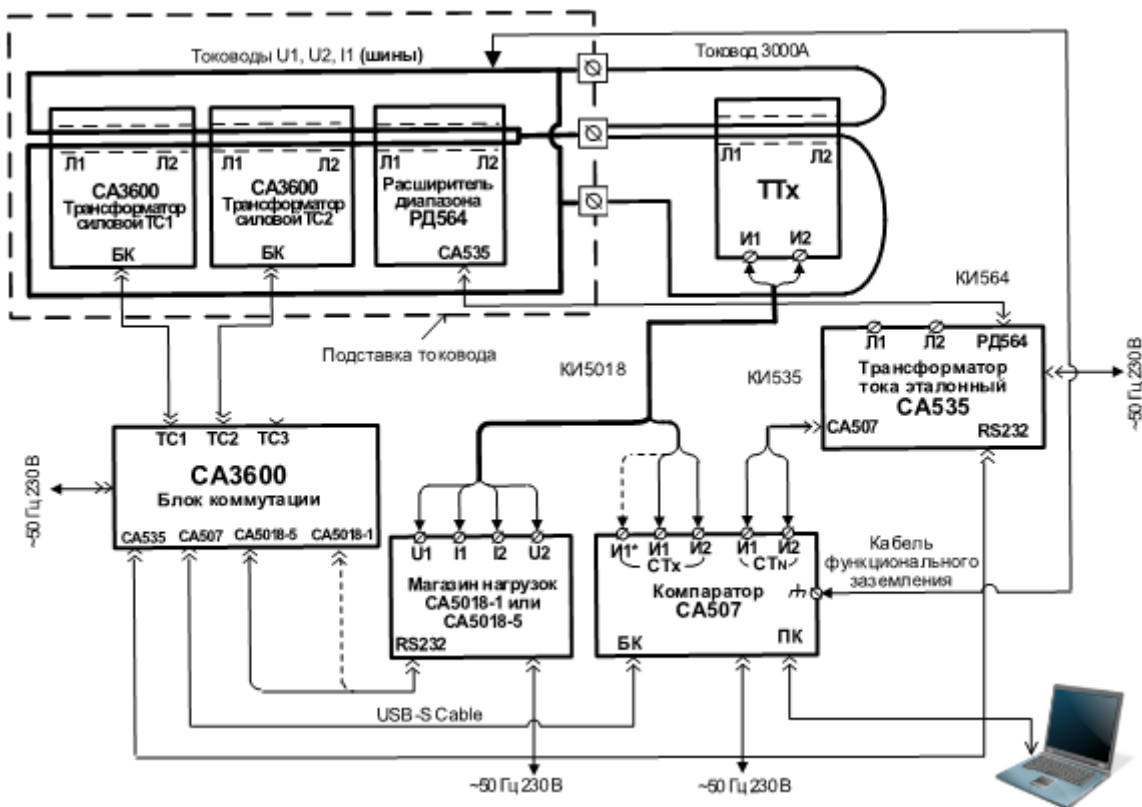 Тоководы U1, U2, I1 (шины)
Токовод 3000А
Л1 Л2
СА3600
Трансформатор
силовой ТС1
БК
Л1 Л2
СА3600
Трансформатор
силовой ТС2
БК
Л1 Л2
Расширитель
диапазона
РД564
СА535
Л1 Л2
ТТх
И1 И2
КИ564
Подставка токовода
КИ5018
КИ535
Л1 Л2 РД564
Трансформатор
тока эталонный
СА535
СА507
RS232
~50 Гц 230 В
ТС1 ТС2 ТС3
СА3600
Блок коммутации
СА535 СА507 СА5018-5 СА5018-1
~50 Гц 230 В
U1 I1 I2 U2
Магазин нагрузок
СА5018-1 или
СА5018-5
RS232
И1* И1 И2 И1 И2
СТх СТN
Компаратор
СА507
БК ПК
Кабель
функционального
заземления
USB-S Cable
~50 Гц 230 В
~50 Гц 230 В